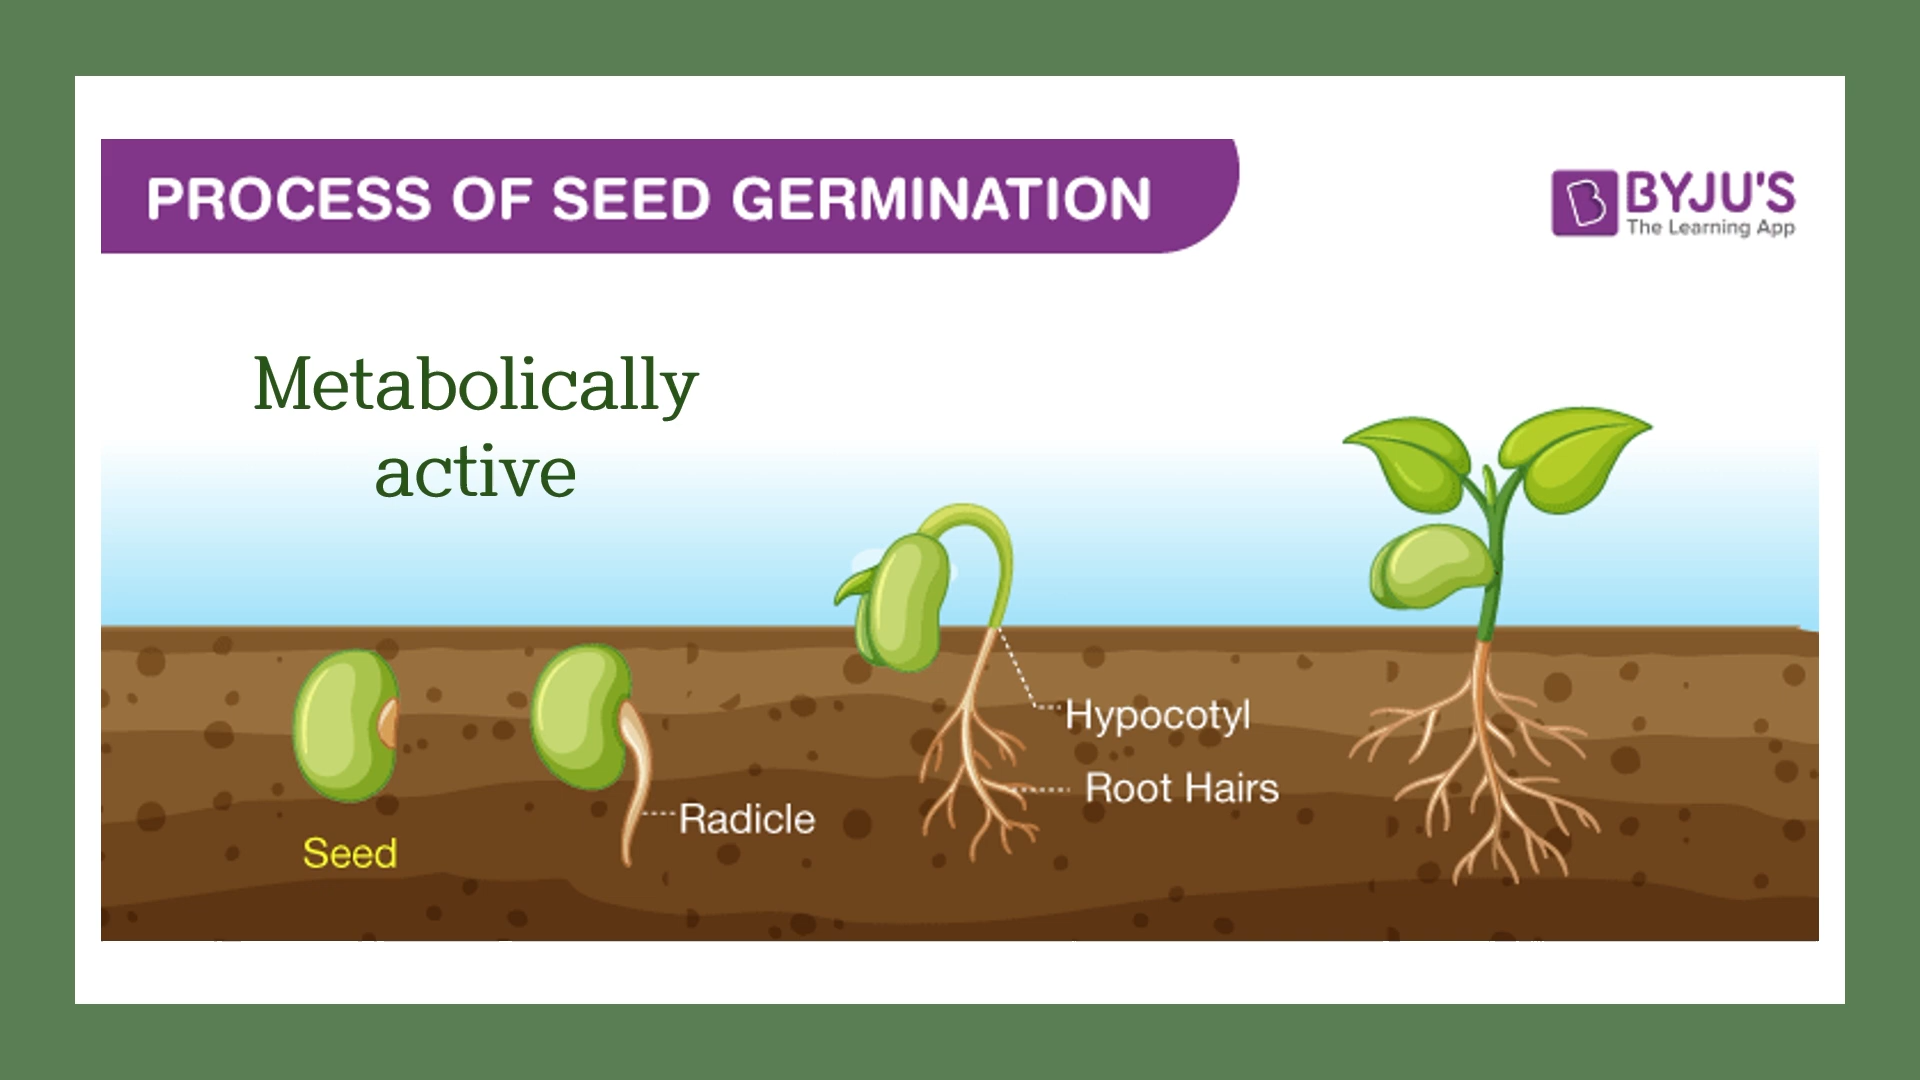 PROCESS OF SEED GERMINATION
BYJU'S
The Learning App
Metabolically
active
Hypocotyl
Root Hairs
Radicle
Seed